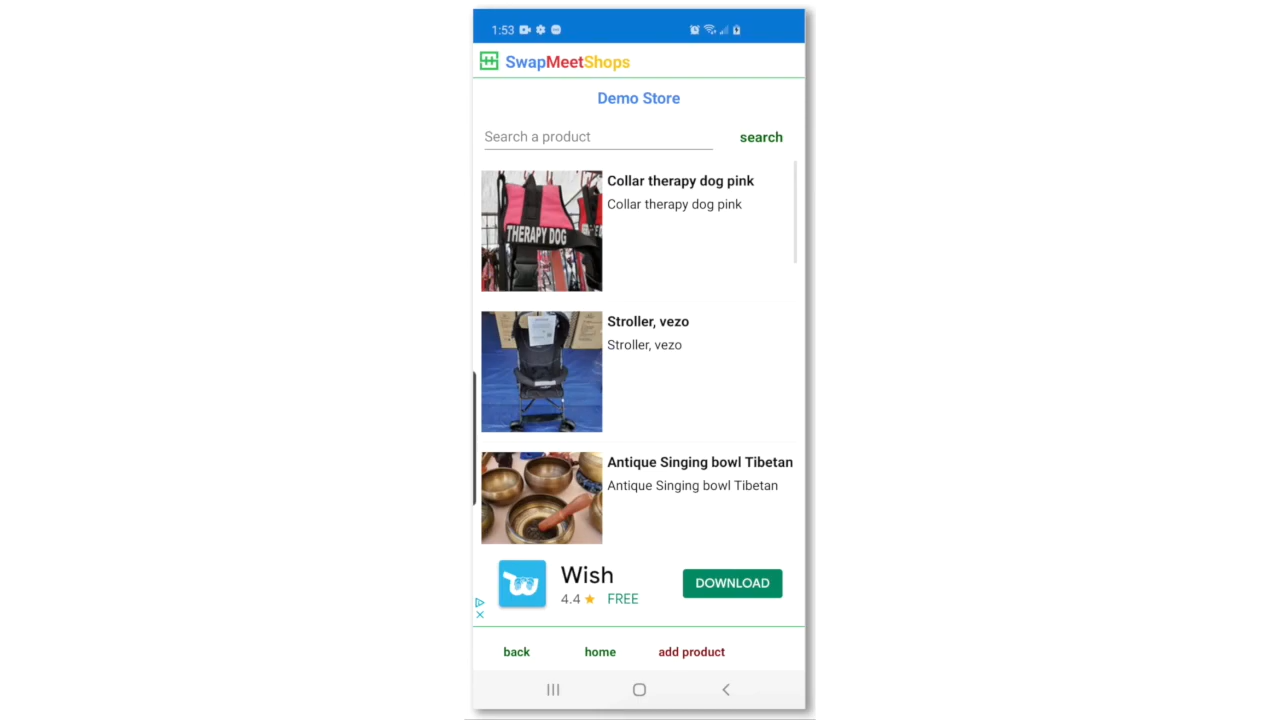 1:53
SwapMeetShops
Demo Store
Search a product
search
Collar therapy dog pink
Collar therapy dog pink
THERAPY DOG
Stroller, vezo
Stroller, vezo
Antique Singing bowl Tibetan
Antique Singing bowl Tibetan
Wish
4.4 ★ FREE
DOWNLOAD
back home add product